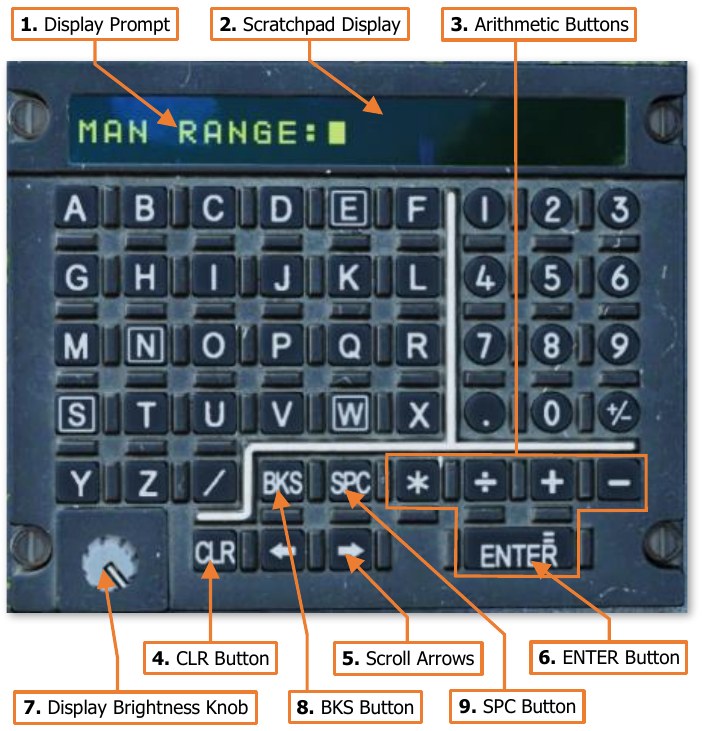 1. Display Prompt
2. Scratchpad Display
3. Arithmetic Buttons
MAN RANGE:
A B C D E F 1 2 3
G H I J K L 4 5 6
M N O P Q R 7 8 9
S T U V W X . 0 +/-
Y Z / BKS SPC * ÷ + -
CLR ← → ENTER =
4. CLR Button
5. Scroll Arrows
6. ENTER Button
7. Display Brightness Knob
8. BKS Button
9. SPC Button